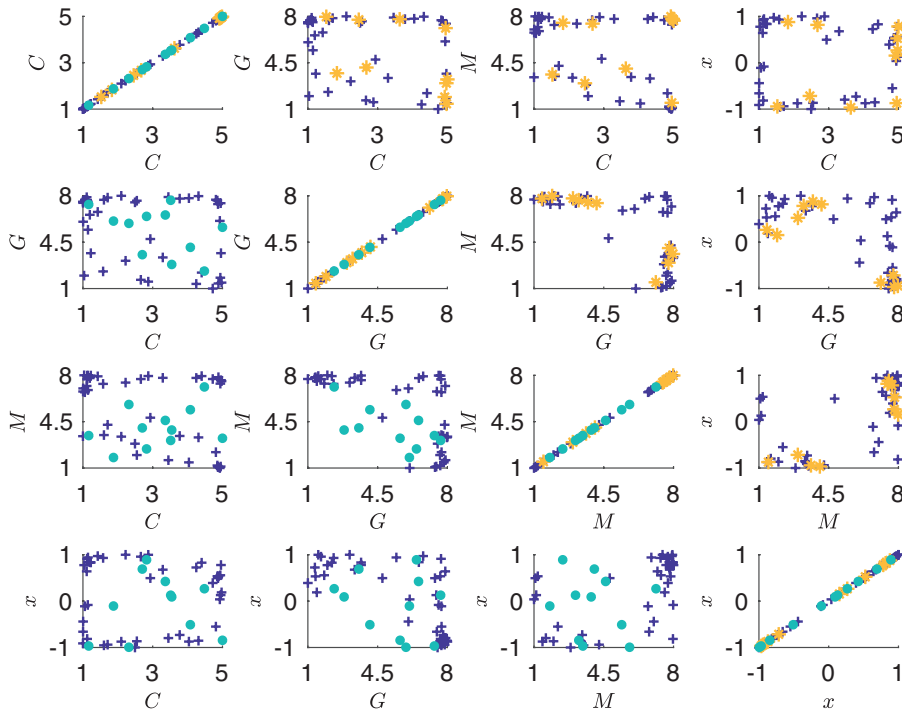 5 8 8 1
C 3 G 4.5 M 4.5 x 0
1 1 1 -1
1 3 5 1 3 5 1 3 5 1 3 5
C C C C
8 8 8 1
G 4.5 G 4.5 M 4.5 x 0
1 1 1 -1
1 3 5 1 4.5 8 1 4.5 8 1 4.5 8
C G G G
8 8 8 1
M 4.5 M 4.5 M 4.5 x 0
1 1 1 -1
1 3 5 1 4.5 8 1 4.5 8 1 4.5 8
C G M M
1 1 1 1
x 0 x 0 x 0 x 0
-1 -1 -1 -1
1 3 5 1 4.5 8 1 4.5 8 -1 0 1
C G M x